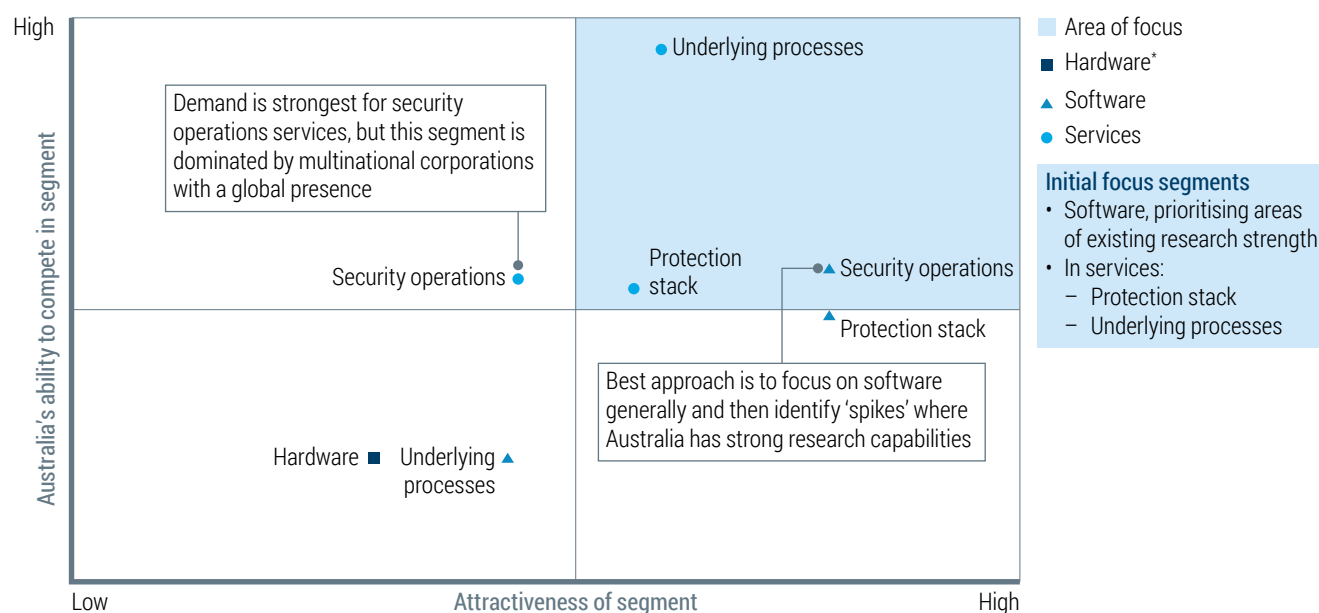 High
Australia's ability to compete in segment
Underlying processes
Demand is strongest for security
operations services, but this segment is
dominated by multinational corporations
with a global presence
Security operations
Protection
stack
Security operations
Protection stack
Best approach is to focus on software
generally and then identify ‘spikes’ where
Australia has strong research capabilities
Hardware
Underlying
processes
Low
Attractiveness of segment
High
Area of focus
Hardware*
Software
Services
Initial focus segments
• Software, prioritising areas
of existing research strength
• In services:
– Protection stack
– Underlying processes